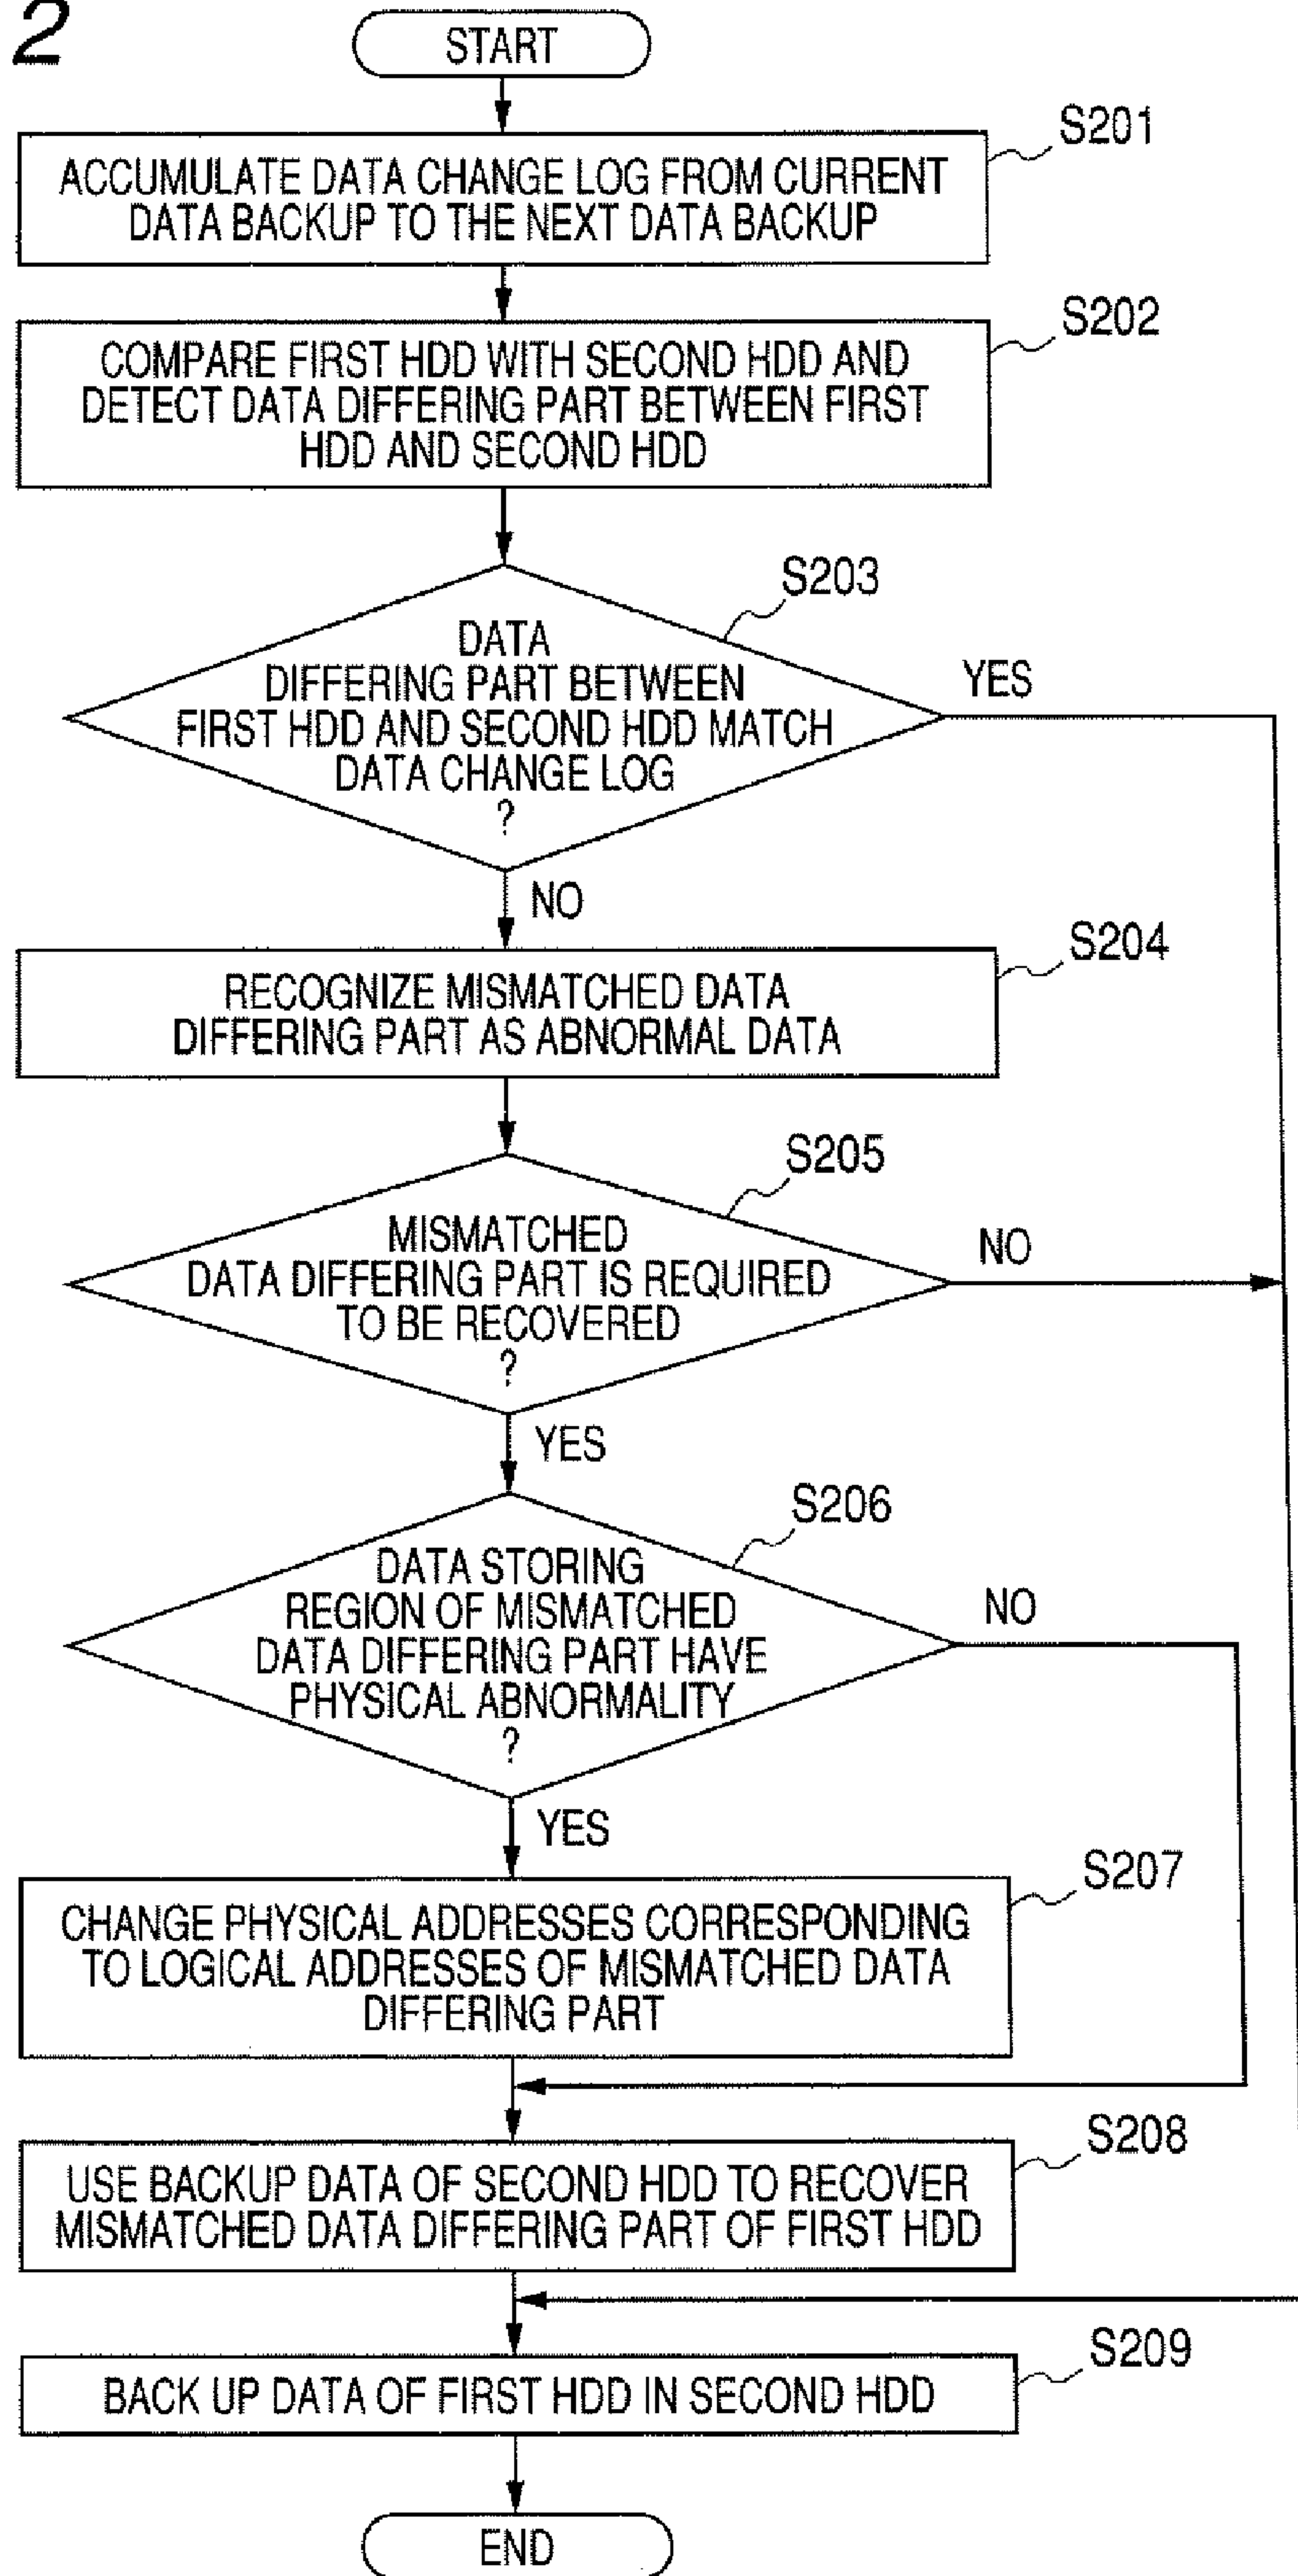 2
START
S201
ACCUMULATE DATA CHANGE LOG FROM CURRENT
DATA BACKUP TO THE NEXT DATA BACKUP
S202
COMPARE FIRST HDD WITH SECOND HDD AND
DETECT DATA DIFFERING PART BETWEEN FIRST
HDD AND SECOND HDD
S203
DATA
DIFFERING PART BETWEEN
FIRST HDD AND SECOND HDD MATCH
DATA CHANGE LOG
?
YES
NO
S204
RECOGNIZE MISMATCHED DATA
DIFFERING PART AS ABNORMAL DATA
S205
MISMATCHED
DATA DIFFERING PART IS REQUIRED
TO BE RECOVERED
?
NO
YES
S206
DATA STORING
REGION OF MISMATCHED
DATA DIFFERING PART HAVE
PHYSICAL ABNORMALITY
?
NO
YES
S207
CHANGE PHYSICAL ADDRESSES CORRESPONDING
TO LOGICAL ADDRESSES OF MISMATCHED DATA
DIFFERING PART
S208
USE BACKUP DATA OF SECOND HDD TO RECOVER
MISMATCHED DATA DIFFERING PART OF FIRST HDD
S209
BACK UP DATA OF FIRST HDD IN SECOND HDD
END